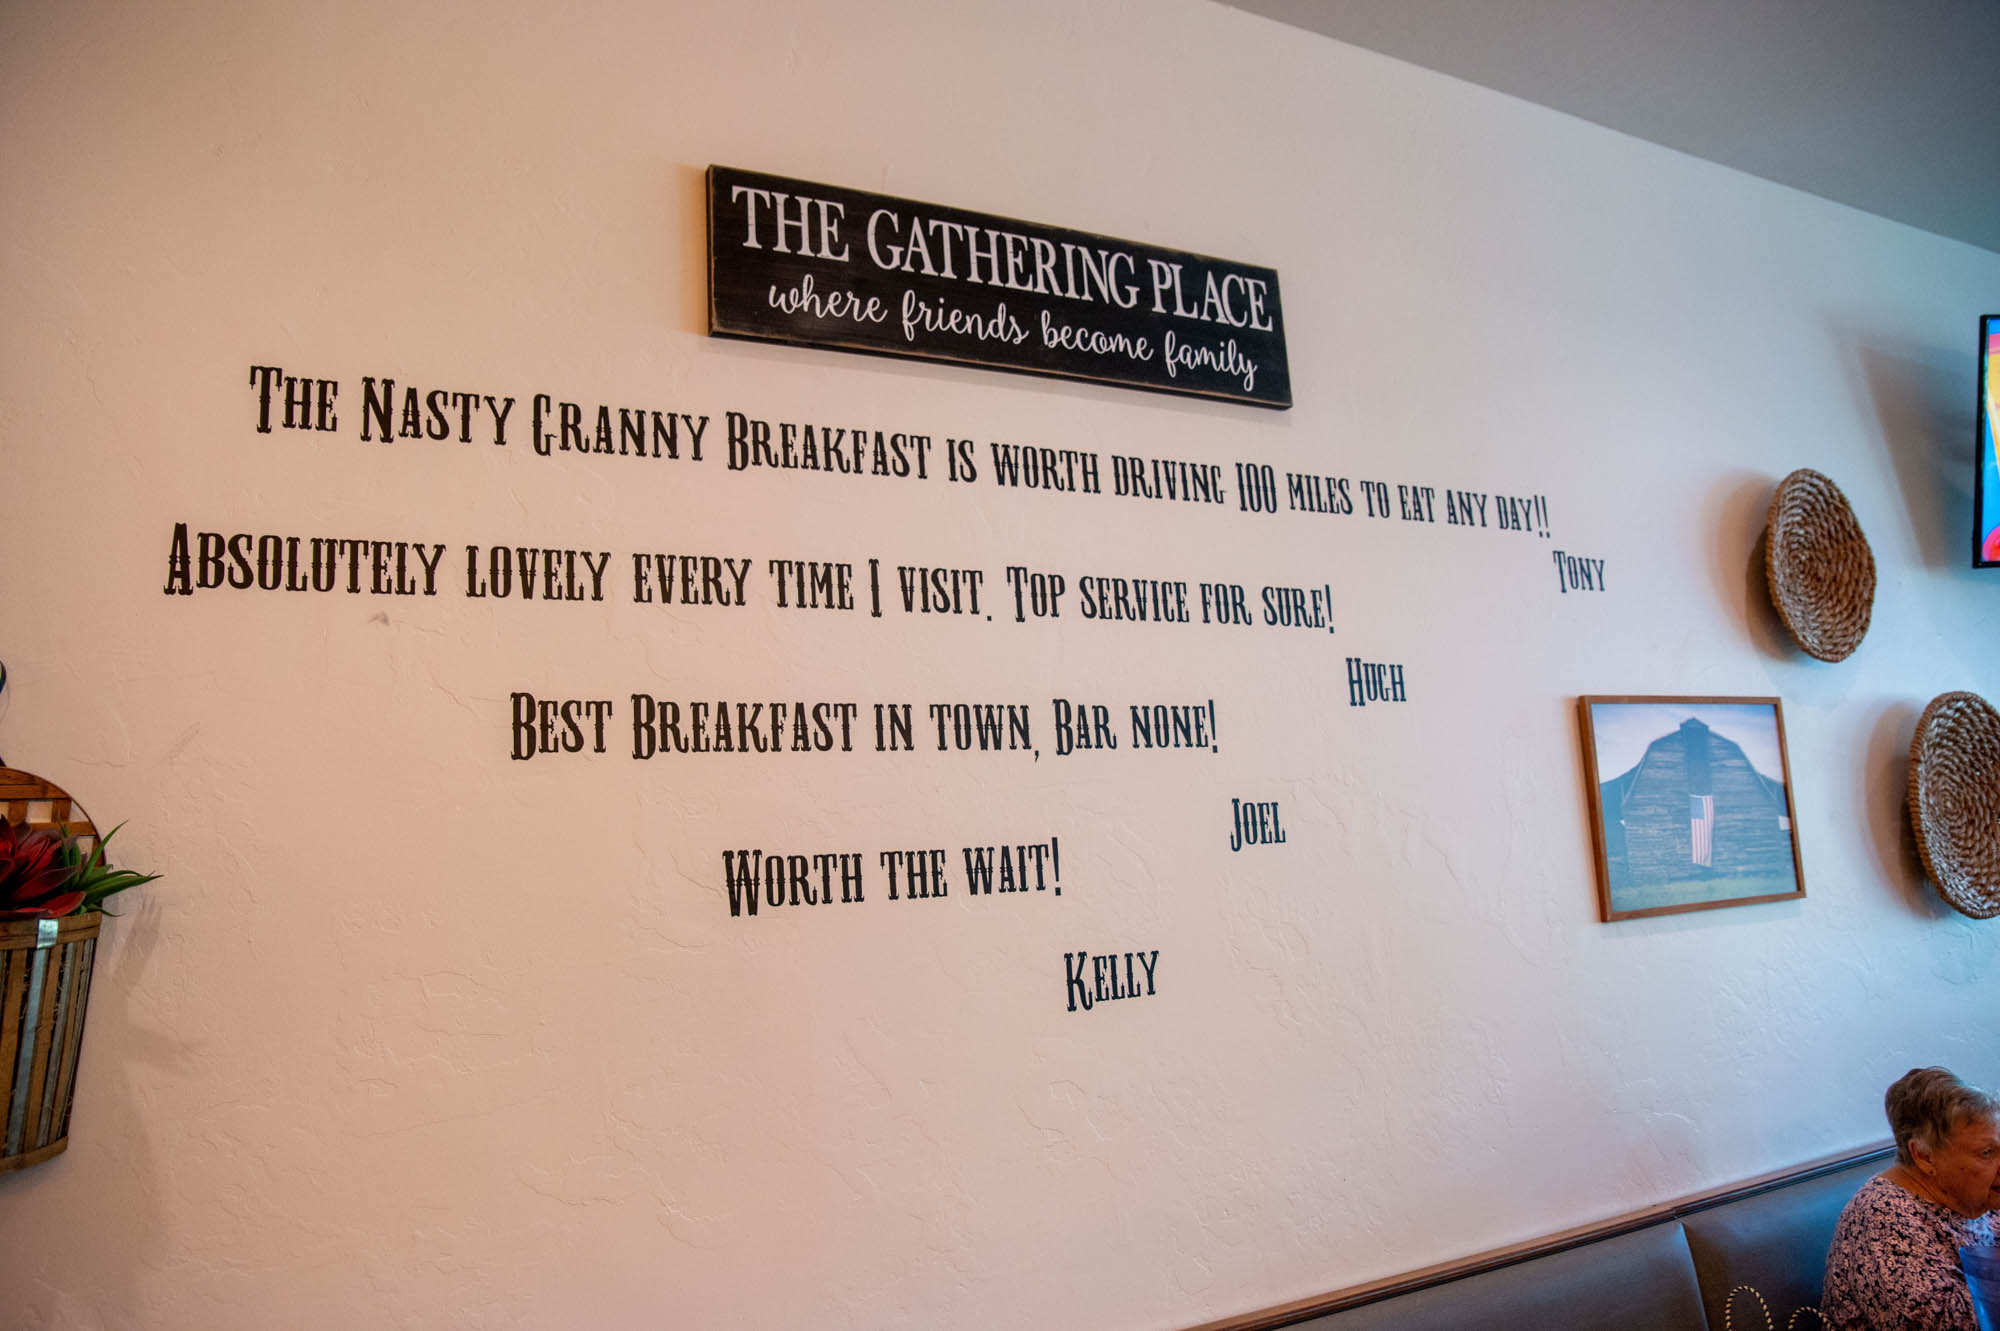 THE GATHERING PLACE
where friends become family
The Nasty Granny Breakfast is worth driving 100 miles to eat any day!!
Tony
Absolutely lovely every time I visit. Top service for sure!
Hugh
Best Breakfast in town, Bar none!
Joel
Worth the wait!
Kelly